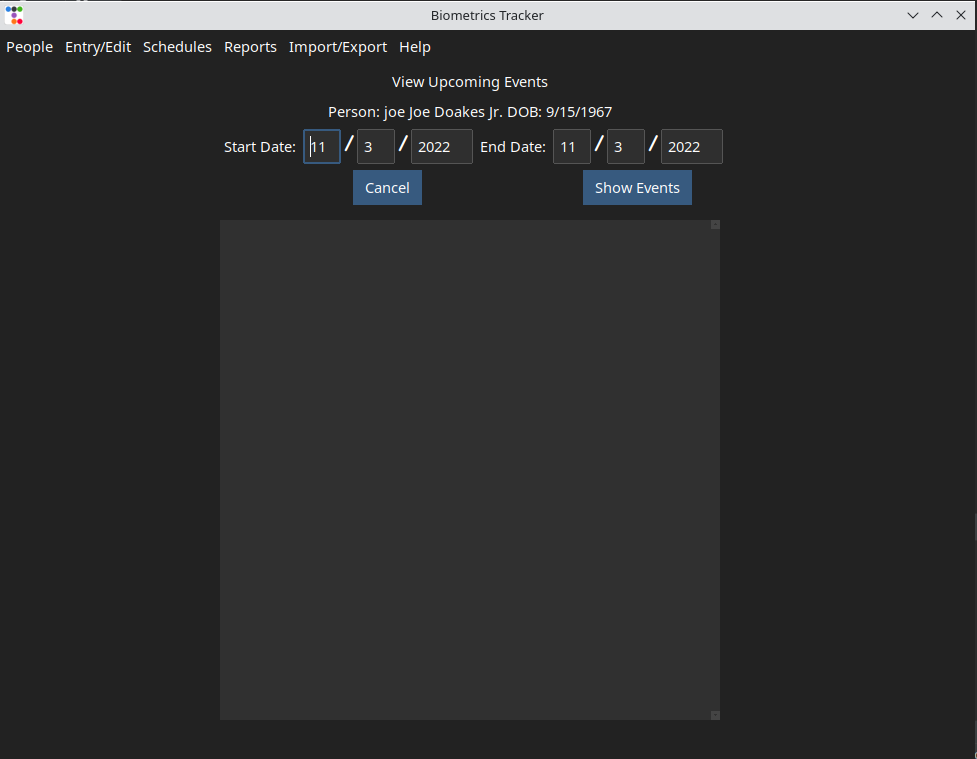 Biometrics Tracker
People Entry/Edit Schedules Reports Import/Export Help
View Upcoming Events
Person: joe Joe Doakes Jr. DOB: 9/15/1967
Start Date: 11 / 3 / 2022 End Date: 11 / 3 / 2022
Cancel Show Events